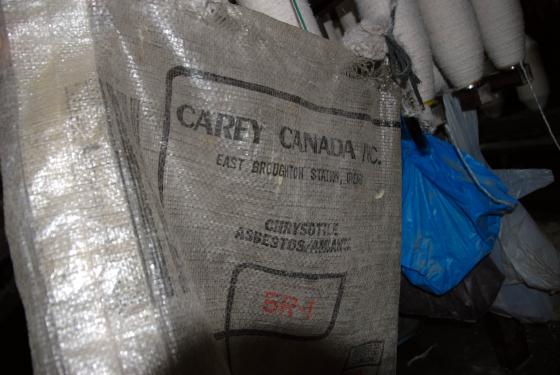 CAREY CANADA INC.
EAST BROUGHTON STATION, QUE
CHRYSOTILE
ASBESTOS/AMIANTE
5R-1